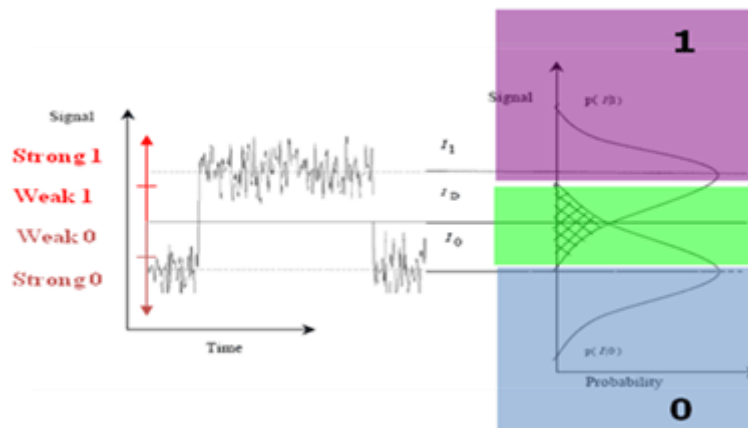 1
Signal
p( I/1)
Signal
Strong 1
I1
Weak 1
ID
Weak 0
I0
Strong 0
Time
p( I/0)
Probability
0